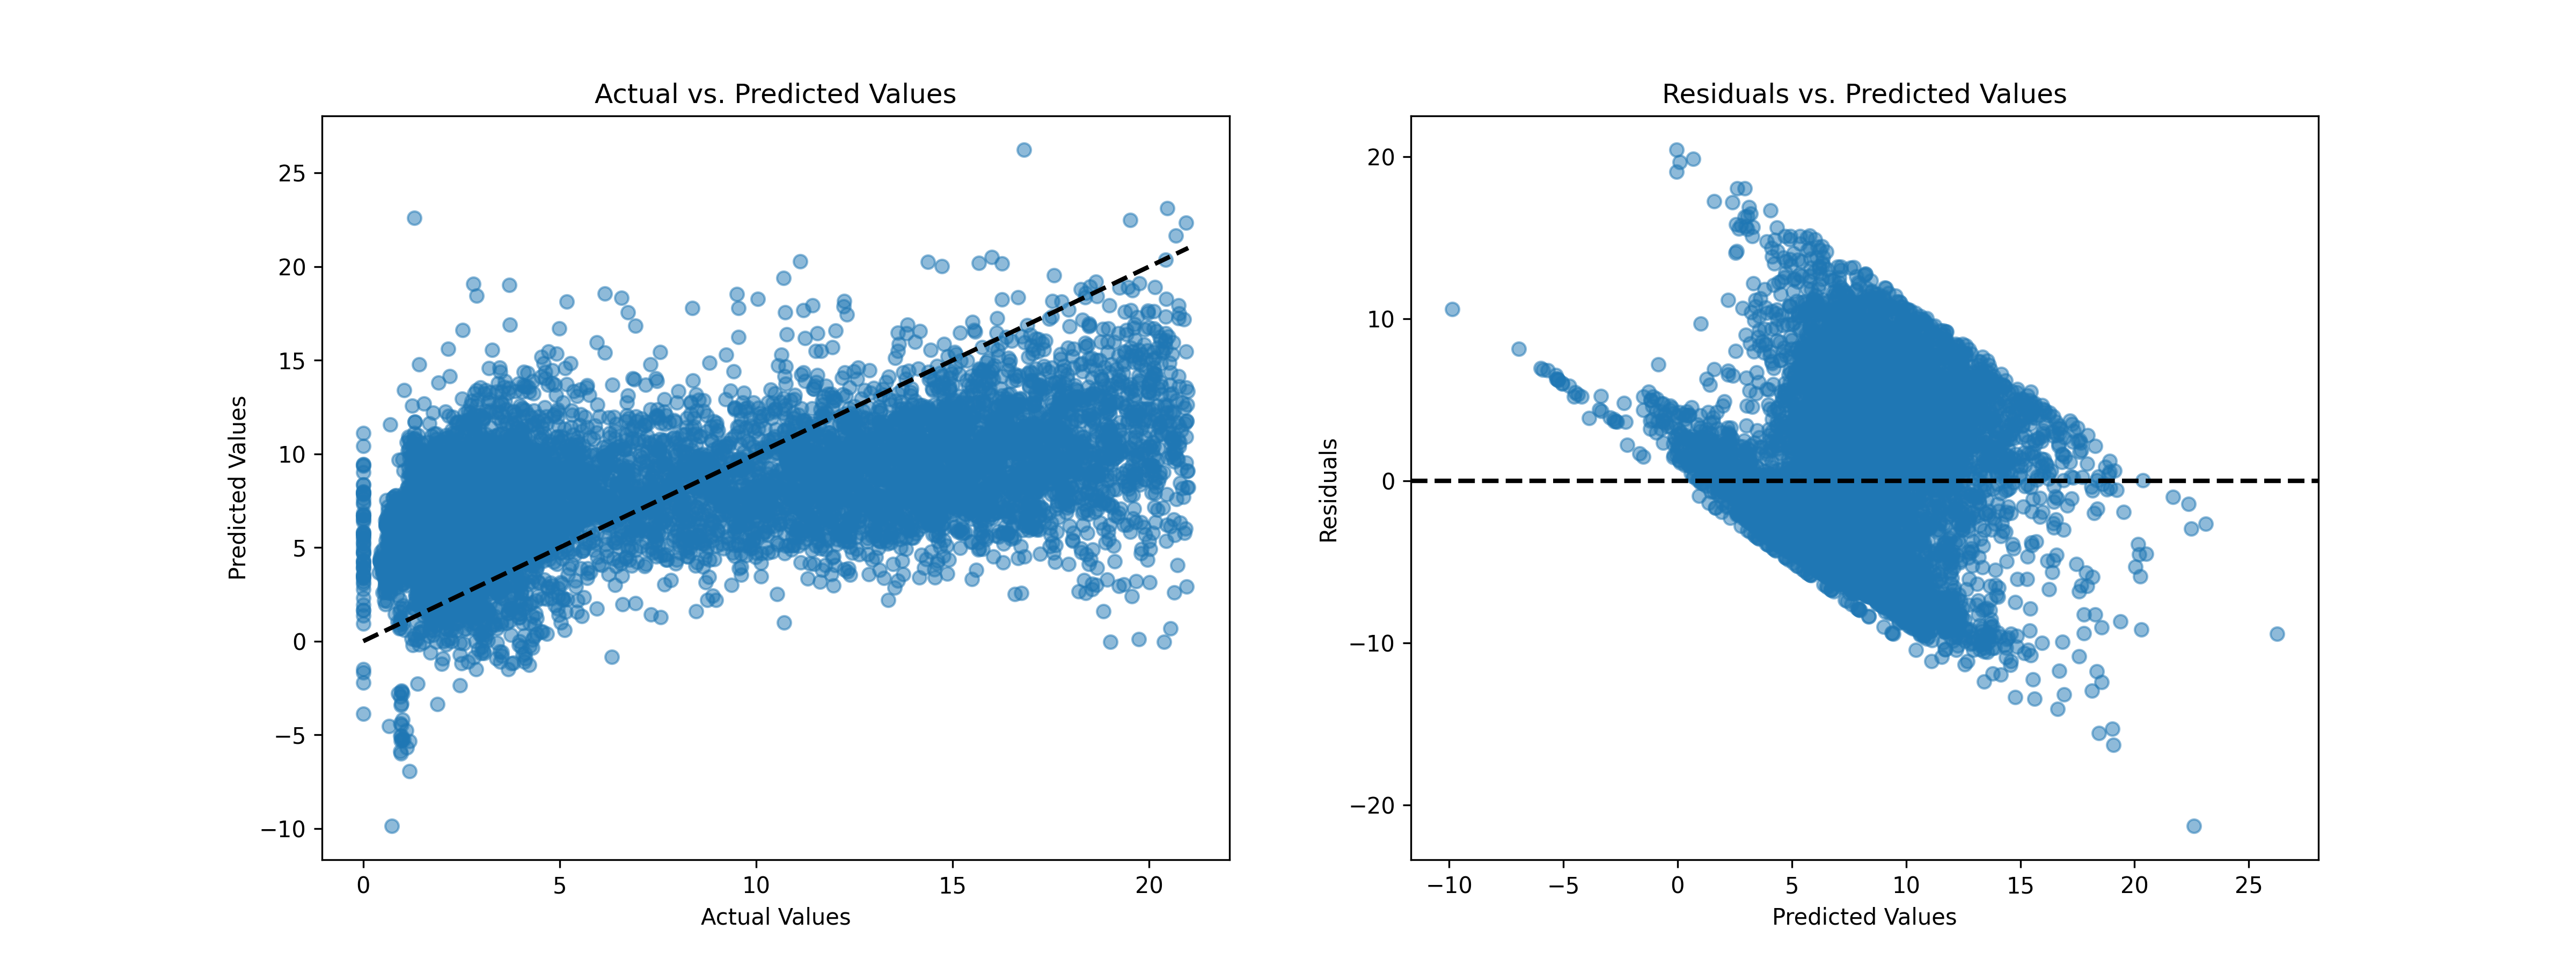 Actual vs. Predicted Values
25
20
15
10
5
0
−5
−10
Predicted Values
0 5 10 15 20
Actual Values
Residuals vs. Predicted Values
20
10
0
−10
−20
Residuals
−10 −5 0 5 10 15 20 25
Predicted Values